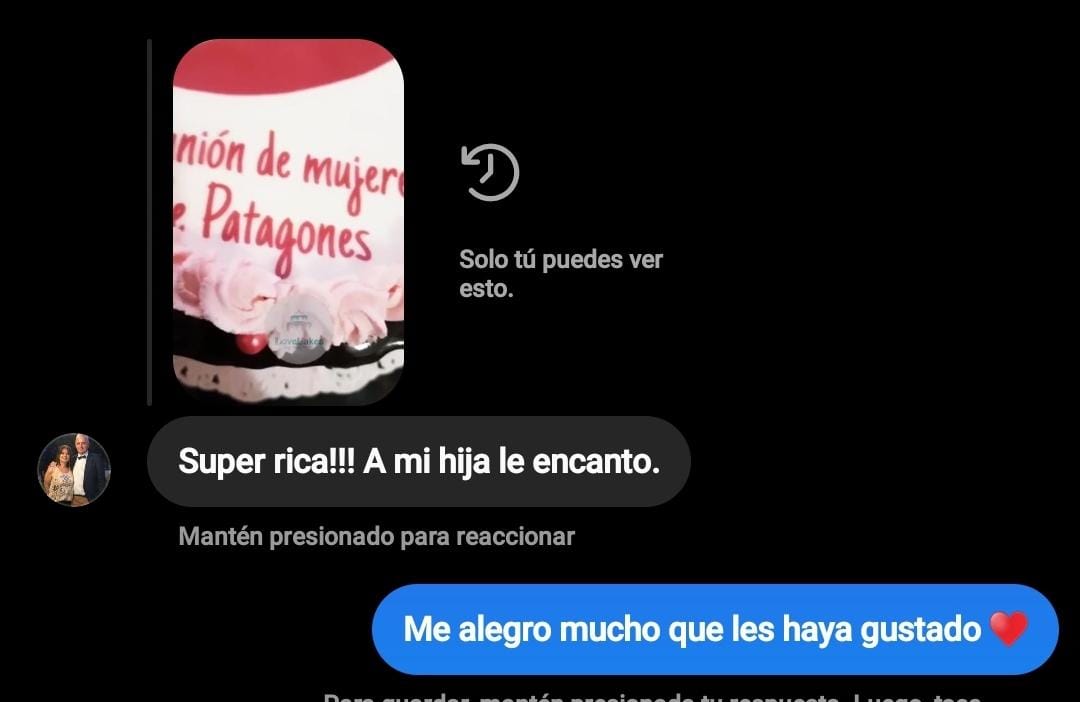 nión de mujere
e Patagones
Solo tú puedes ver
esto.
Super rica!!! A mi hija le encanto.
Mantén presionado para reaccionar
Me alegro mucho que les haya gustado ❤️